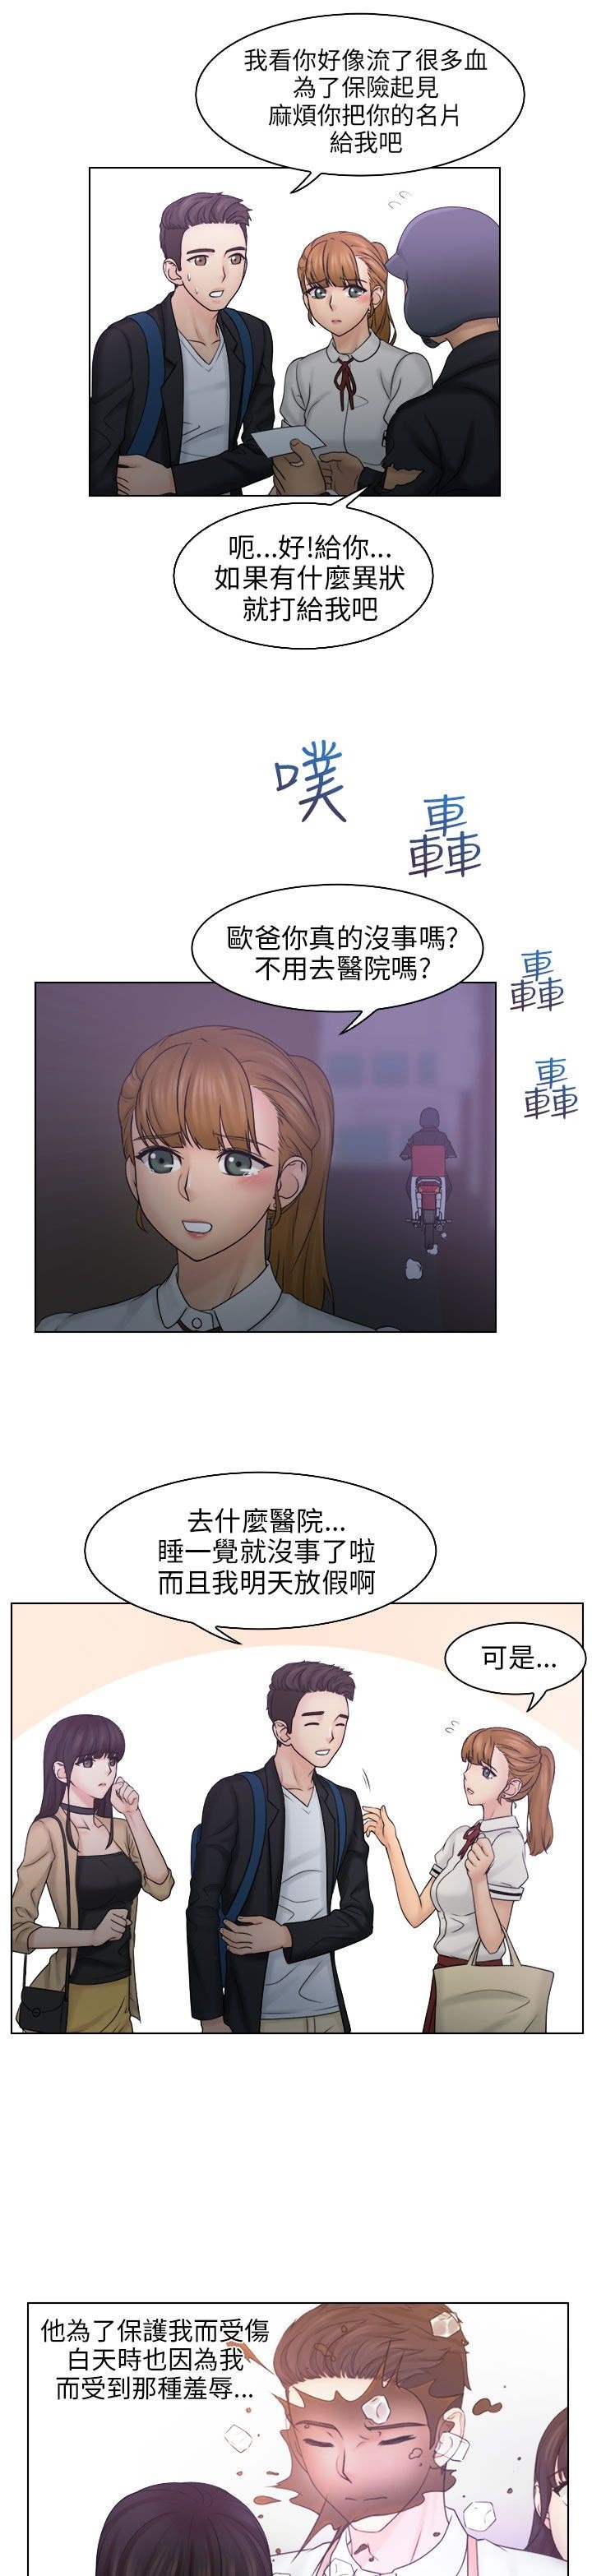 我看你好像流了很多血
為了保險起見
麻煩你把你的名片
給我吧
呃...好!給你...
如果有什麼異狀
就打給我吧
噗
轟
歐爸你真的沒事嗎?
不用去醫院嗎?
轟
轟
去什麼醫院...
睡一覺就沒事了啦
而且我明天放假啊
可是...
他為了保護我而受傷
白天時也因為我
而受到那種羞辱...